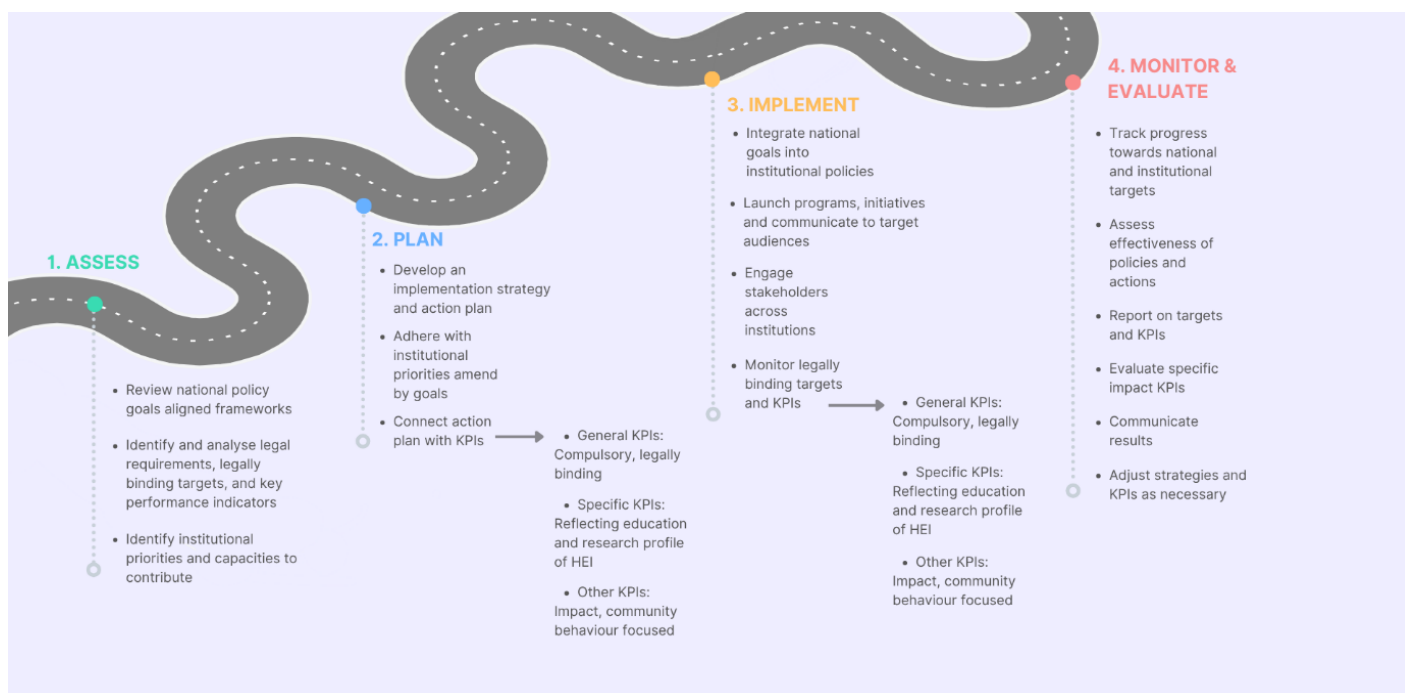 1. ASSESS
• Review national policy
goals aligned frameworks
• Identify and analyse legal
requirements, legally
binding targets, and key
performance indicators
• Identify institutional
priorities and capacities to
contribute
2. PLAN
• Develop an
implementation strategy
and action plan
• Adhere with
institutional
priorities amend
by goals
• Connect action
plan with KPIs
• General KPIs:
Compulsory, legally
binding
• Specific KPIs:
Reflecting education
and research profile
of HEI
• Other KPIs:
Impact, community
behaviour focused
3. IMPLEMENT
• Integrate national
goals into
institutional policies
• Launch programs, initiatives
and communicate to target
audiences
• Engage
stakeholders
across
institutions
• Monitor legally
binding targets
and KPIs
• General KPIs:
Compulsory, legally
binding
• Specific KPIs:
Reflecting education
and research profile
of HEI
• Other KPIs:
Impact, community
behaviour focused
4. MONITOR &
EVALUATE
• Track progress
towards national
and institutional
targets
• Assess
effectiveness of
policies and
actions
• Report on targets
and KPIs
• Evaluate specific
impact KPIs
• Communicate
results
• Adjust strategies and
KPIs as necessary